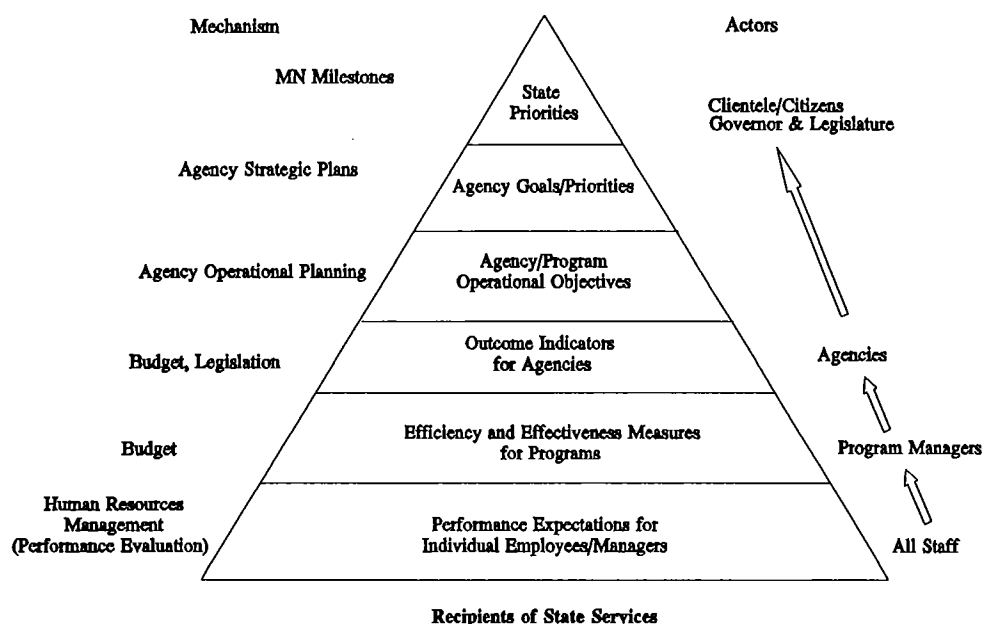 Mechanism
Actors
MN Milestones
State
Priorities
Clientele/Citizens
Governor & Legislature
Agency Strategic Plans
Agency Goals/Priorities
Agency Operational Planning
Agency/Program
Operational Objectives
Budget, Legislation
Outcome Indicators
for Agencies
Agencies
Budget
Efficiency and Effectiveness Measures
for Programs
Program Managers
Human Resources
Management
(Performance Evaluation)
Performance Expectations for
Individual Employees/Managers
All Staff
Recipients of State Services